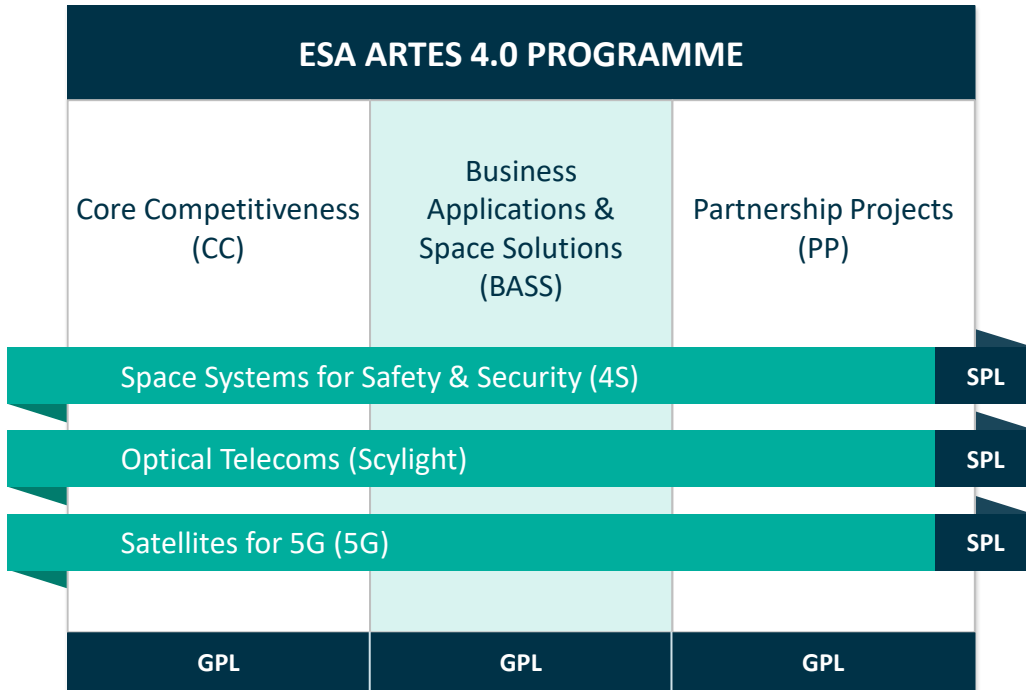 ESA ARTES 4.0 PROGRAMME
Core Competitiveness
(CC)
Business
Applications &
Space Solutions
(BASS)
Partnership Projects
(PP)
Space Systems for Safety & Security (4S)
SPL
Optical Telecoms (Scylight)
SPL
Satellites for 5G (5G)
SPL
GPL
GPL
GPL